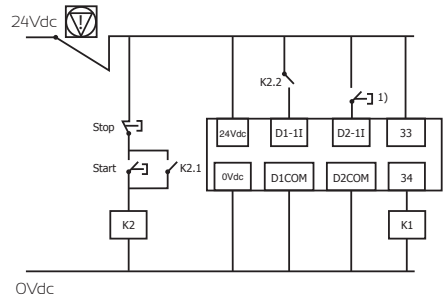 24Vdc
K2.2
1)
Stop
24Vdc D1-1I D2-1I 33
Start
K2.1
0Vdc D1COM D2COM 34
K2
K1
0Vdc